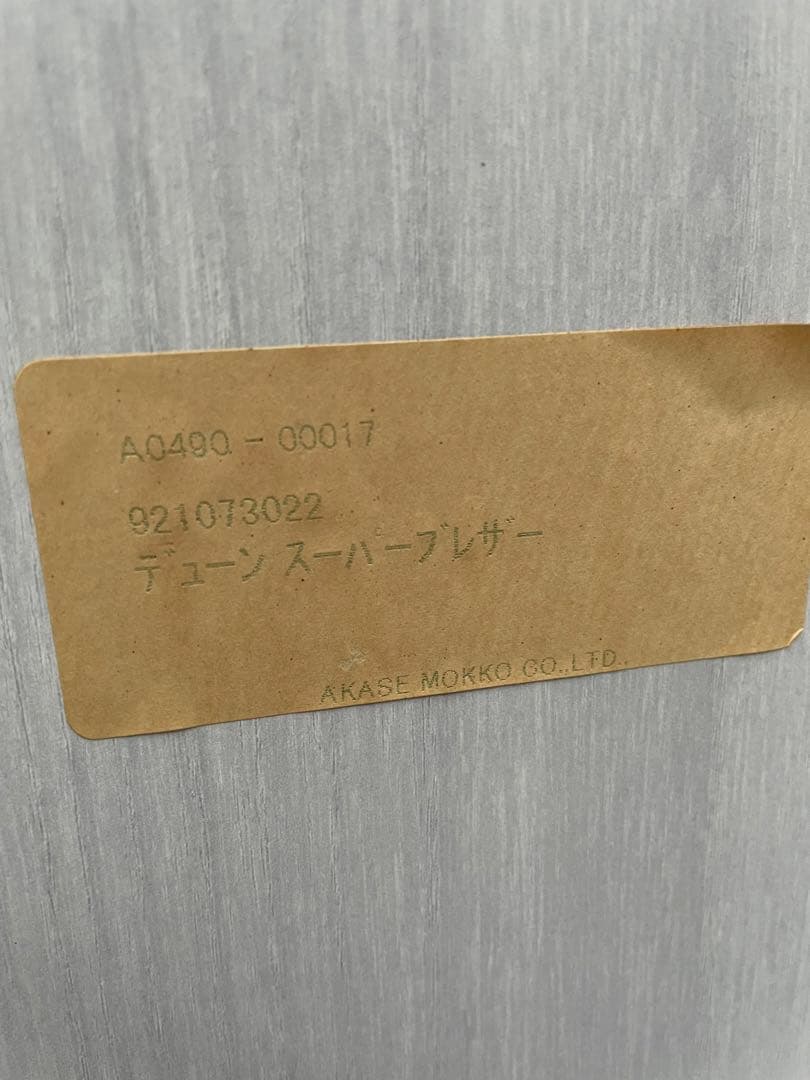 A0490 - 00017
921073022
デューン スーパーブレザー
AKASE MOKKO CO.,LTD.,